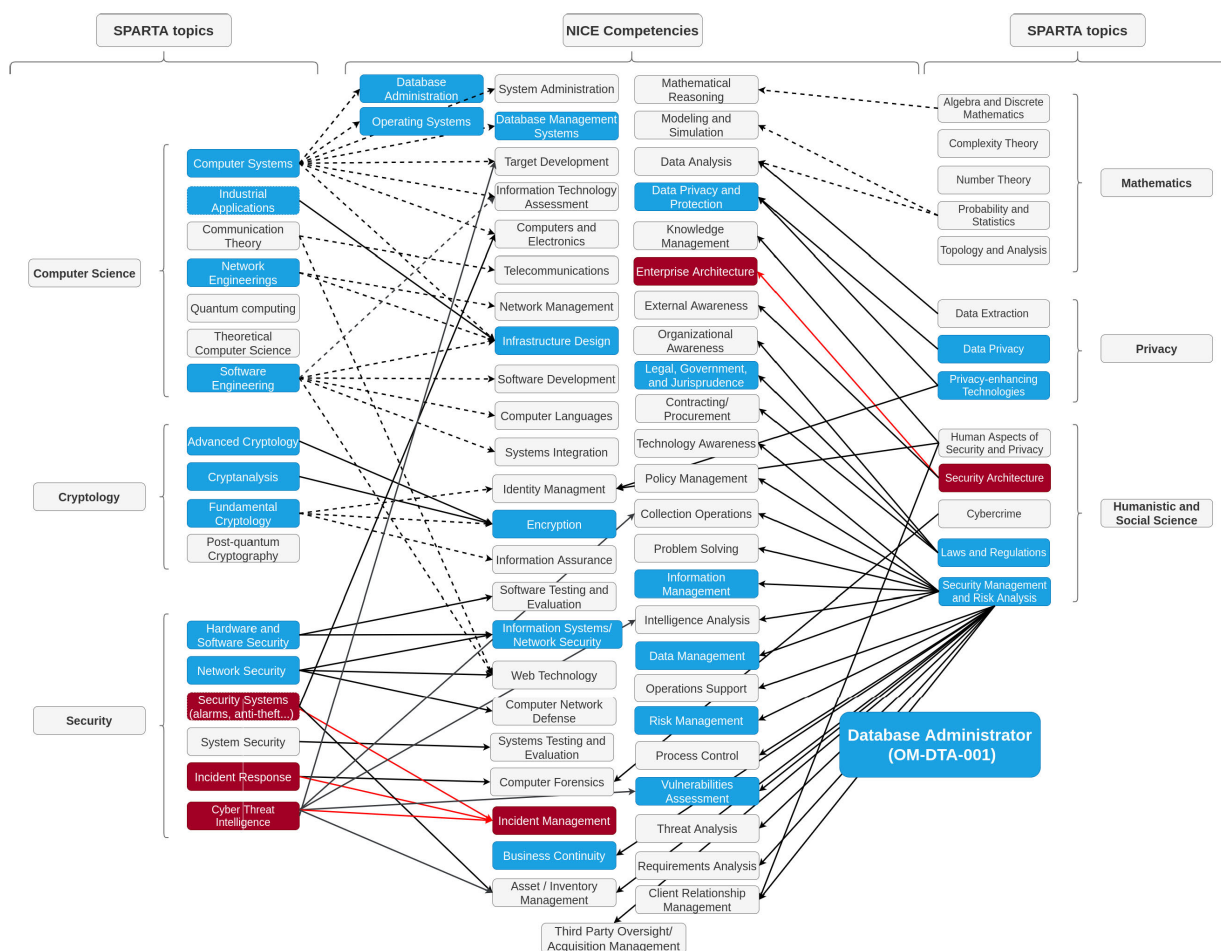 SPARTA topics
NICE Competencies
SPARTA topics
Computer Science
Computer Systems
Industrial
Applications
Communication
Theory
Network
Engineerings
Quantum computing
Theoretical
Computer Science
Software
Engineering
Cryptology
Advanced Cryptology
Cryptanalysis
Fundamental
Cryptology
Post-quantum
Cryptography
Security
Hardware and
Software Security
Network Security
Security Systems
(alarms, anti-theft...)
System Security
Incident Response
Cyber Threat
Intelligence
Database
Administration
Operating Systems
System Administration
Database Management
Systems
Target Development
Information Technology
Assessment
Computers and
Electronics
Telecommunications
Network Management
Infrastructure Design
Software Development
Computer Languages
Systems Integration
Identity Managment
Encryption
Information Assurance
Software Testing and
Evaluation
Information Systems/
Network Security
Web Technology
Computer Network
Defense
Systems Testing and
Evaluation
Computer Forensics
Incident Management
Business Continuity
Asset / Inventory
Management
Third Party Oversight/
Acquisition Management
Mathematical
Reasoning
Modeling and
Simulation
Data Analysis
Data Privacy and
Protection
Knowledge
Management
Enterprise Architecture
External Awareness
Organizational
Awareness
Legal, Government,
and Jurisprudence
Contracting/
Procurement
Technology Awareness
Policy Management
Collection Operations
Problem Solving
Information
Management
Intelligence Analysis
Data Management
Operations Support
Risk Management
Process Control
Vulnerabilities
Assessment
Threat Analysis
Requirements Analysis
Client Relationship
Management
Algebra and Discrete
Mathematics
Complexity Theory
Number Theory
Probability and
Statistics
Topology and Analysis
Mathematics
Data Extraction
Data Privacy
Privacy-enhancing
Technologies
Privacy
Human Aspects of
Security and Privacy
Security Architecture
Cybercrime
Laws and Regulations
Security Management
and Risk Analysis
Humanistic and
Social Science
Database Administrator
(OM-DTA-001)